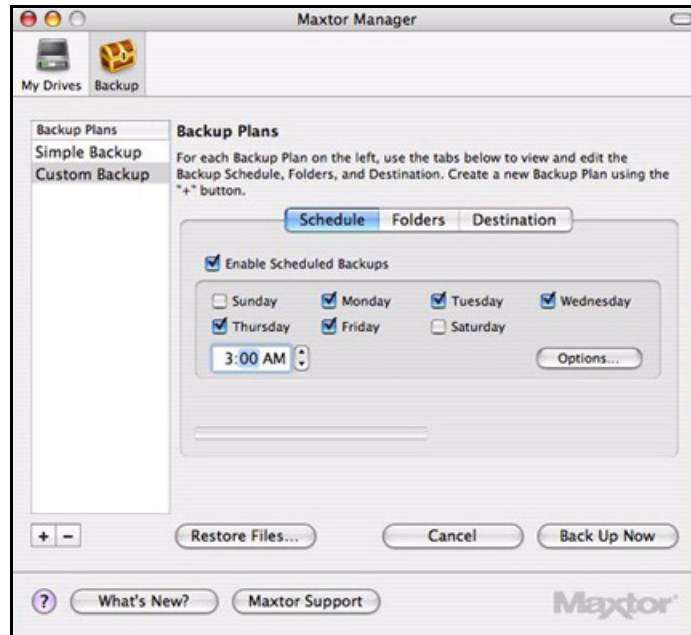 Maxtor Manager
My Drives Backup
Backup Plans
Simple Backup
Custom Backup
Backup Plans
For each Backup Plan on the left, use the tabs below to view and edit the
Backup Schedule, Folders, and Destination. Create a new Backup Plan using the
"+" button.
Schedule Folders Destination
Enable Scheduled Backups
Sunday Monday Tuesday Wednesday
Thursday Friday Saturday
3:00 AM Options...
+ − Restore Files... Cancel Back Up Now
? What's New? Maxtor Support Maxtor